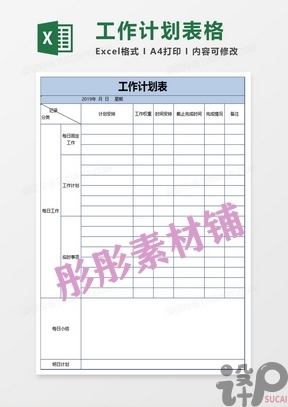 工作计划表格
Excel格式 | A4打印 | 内容可修改
工作计划表
2019年 月 日 星期
记录
分类
计划安排 工作权重 时间安排 截止完成时间 完成情况 备注
每日固定
工作
工作计划
每日工作
临时事项
每日小结
明日计划
彤彤素材铺
设
SUCAI